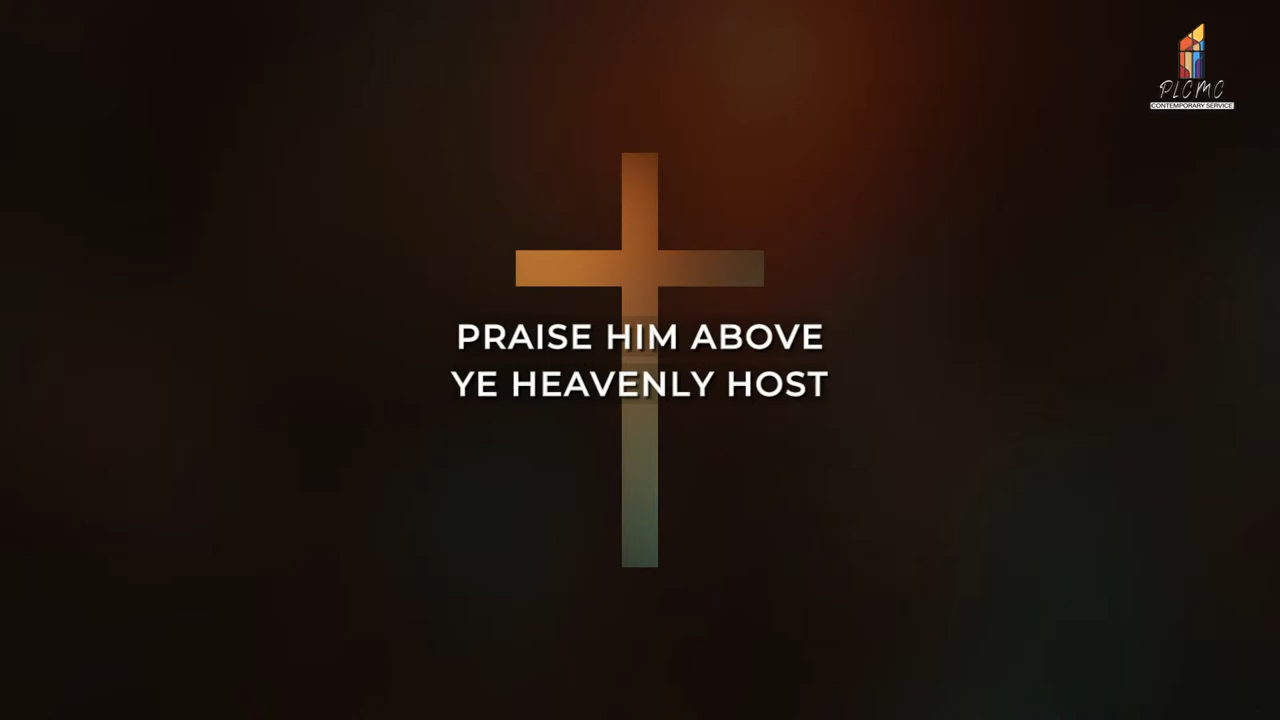 PLCMC
CONTEMPORARY SERVICE
PRAISE HIM ABOVE
YE HEAVENLY HOST